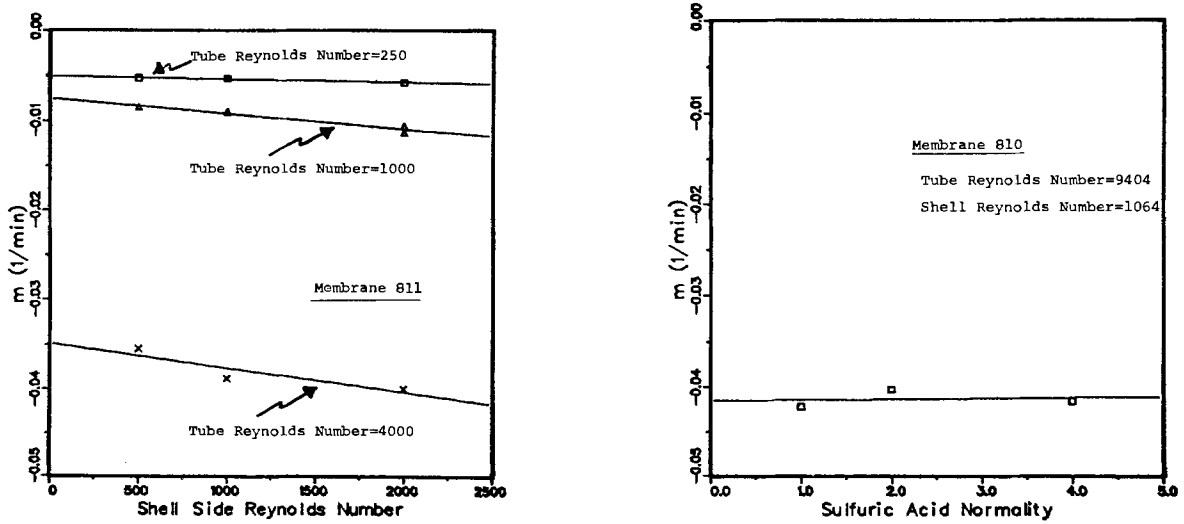 0.00
-0.01
-0.02
-0.03
-0.04
-0.05
m (1/min)
Tube Reynolds Number=250
Tube Reynolds Number=1000
Membrane 811
Tube Reynolds Number=4000
0
500
1000
1500
2000
2500
Shell Side Reynolds Number
0.00
-0.01
-0.02
-0.03
-0.04
-0.05
m (1/min)
Membrane 810
Tube Reynolds Number=9404
Shell Reynolds Number=1064
0.0
1.0
2.0
3.0
4.0
5.0
Sulfuric Acid Normality